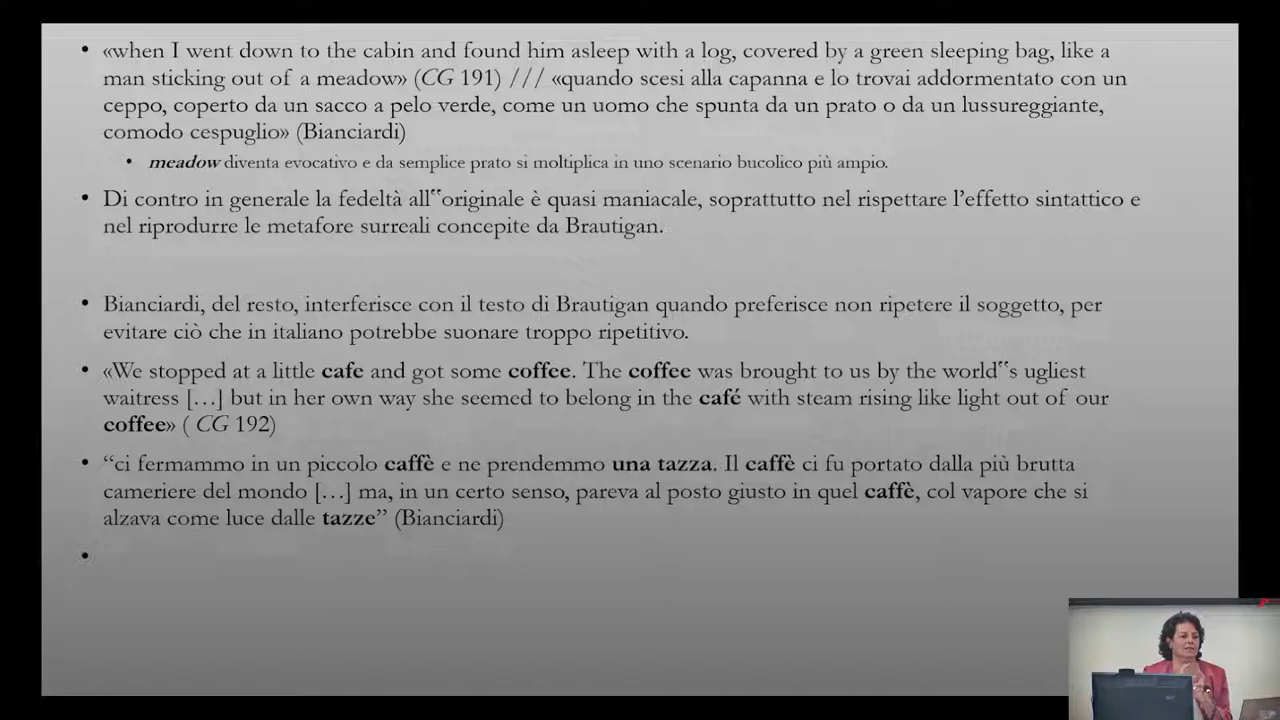 • «when I went down to the cabin and found him asleep with a log, covered by a green sleeping bag, like a
man sticking out of a meadow» (CG 191) /// «quando scesi alla capanna e lo trovai addormentato con un
ceppo, coperto da un sacco a pelo verde, come un uomo che spunta da un prato o da un lussureggiante,
comodo cespuglio» (Bianciardi)
• meadow diventa evocativo e da semplice prato si moltiplica in uno scenario bucolico più ampio.
• Di contro in generale la fedeltà all‟originale è quasi maniacale, soprattutto nel rispettare l’effetto sintattico e
nel riprodurre le metafore surreali concepite da Brautigan.
• Bianciardi, del resto, interferisce con il testo di Brautigan quando preferisce non ripetere il soggetto, per
evitare ciò che in italiano potrebbe suonare troppo ripetitivo.
• «We stopped at a little cafe and got some coffee. The coffee was brought to us by the world‟s ugliest
waitress […] but in her own way she seemed to belong in the café with steam rising like light out of our
coffee» ( CG 192)
• “ci fermammo in un piccolo caffè e ne prendemmo una tazza. Il caffè ci fu portato dalla più brutta
cameriere del mondo […] ma, in un certo senso, pareva al posto giusto in quel caffè, col vapore che si
alzava come luce dalle tazze” (Bianciardi)
•